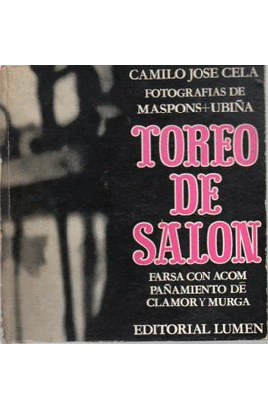 CAMILO JOSE CELA
FOTOGRAFIAS DE
MASPONS+UBIÑA
TOREO
DE
SALON
FARSA CON ACOM
PAÑAMIENTO DE
CLAMOR Y MURGA
EDITORIAL LUMEN